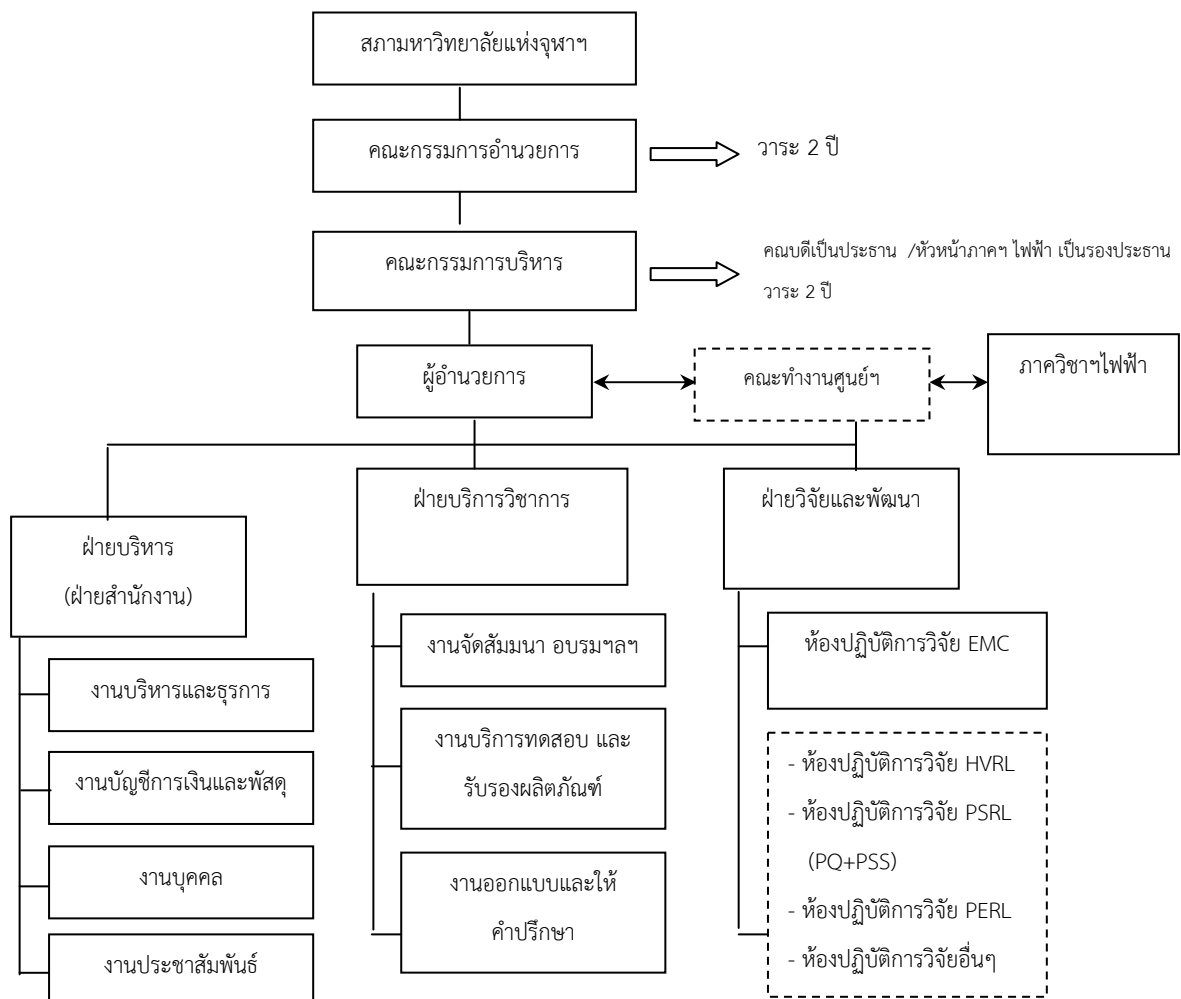 สภามหาวิทยาลัยแห่งจุฬาฯ
คณะกรรมการอำนวยการ
วาระ 2 ปี
คณะกรรมการบริหาร
คณบดีเป็นประธาน /หัวหน้าภาคฯ ไฟฟ้า เป็นรองประธาน
วาระ 2 ปี
ผู้อำนวยการ
คณะทำงานศูนย์ฯ
ภาควิชาฯไฟฟ้า
ฝ่ายบริหาร
(ฝ่ายสำนักงาน)
งานบริหารและธุรการ
งานบัญชีการเงินและพัสดุ
งานบุคคล
งานประชาสัมพันธ์
ฝ่ายบริการวิชาการ
งานจัดสัมมนา อบรมฯลฯ
งานบริการทดสอบ และ
รับรองผลิตภัณฑ์
งานออกแบบและให้
คำปรึกษา
ฝ่ายวิจัยและพัฒนา
ห้องปฏิบัติการวิจัย EMC
- ห้องปฏิบัติการวิจัย HVRL
- ห้องปฏิบัติการวิจัย PSRL
(PQ+PSS)
- ห้องปฏิบัติการวิจัย PERL
- ห้องปฏิบัติการวิจัยอื่นๆ